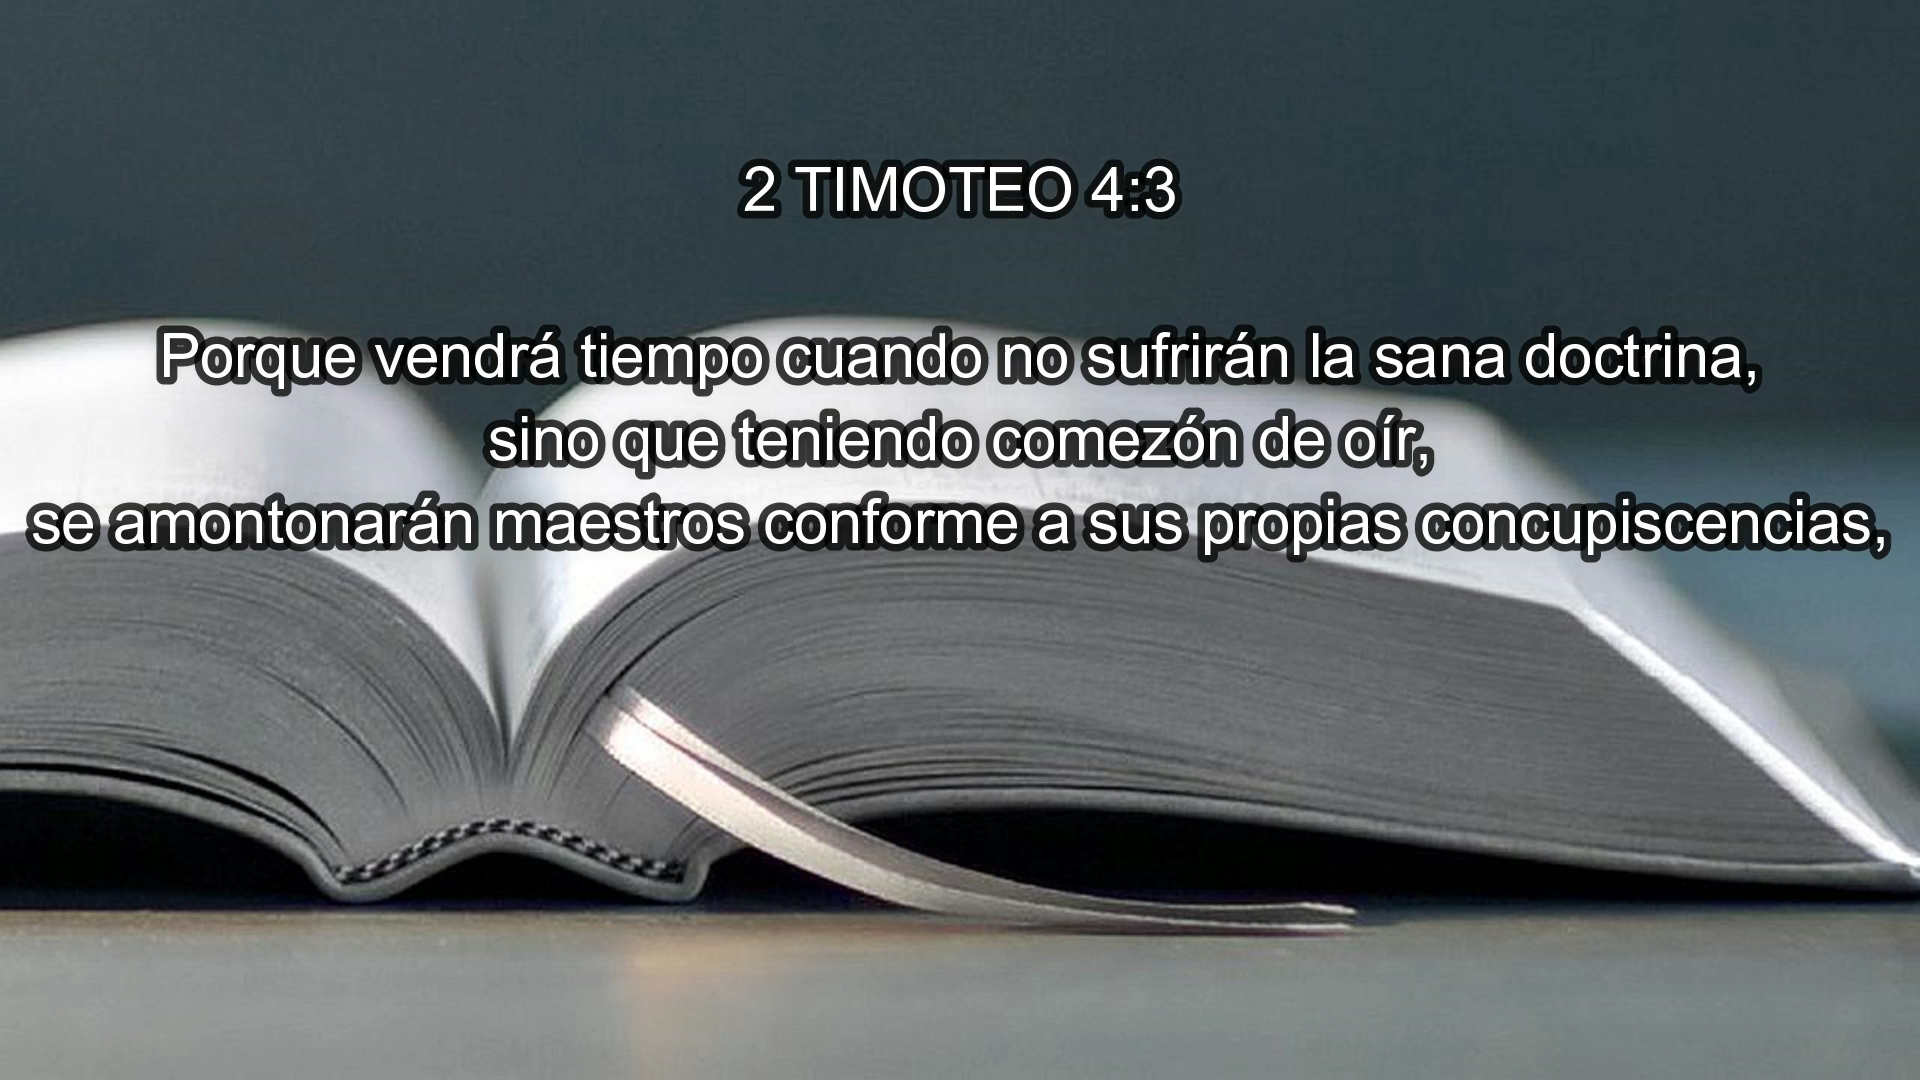 2 TIMOTEO 4:3
Porque vendrá tiempo cuando no sufrirán la sana doctrina,
sino que teniendo comezón de oír,
se amontonarán maestros conforme a sus propias concupiscencias,